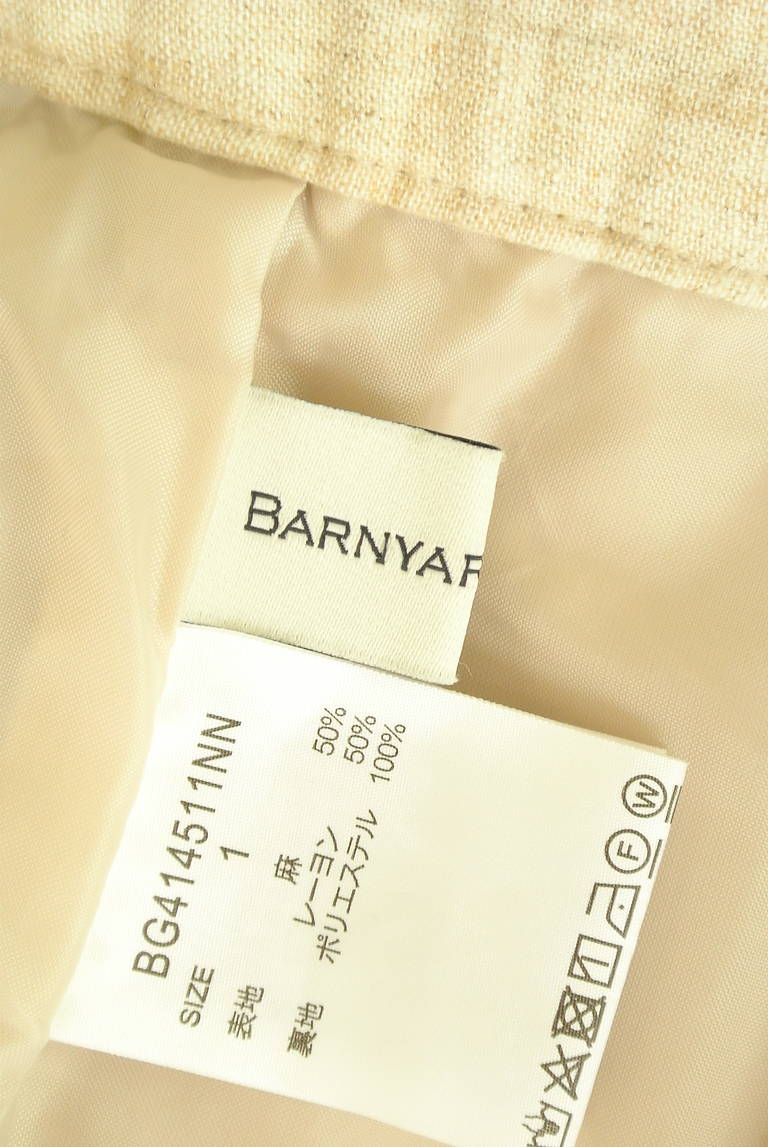 BARNYAR
BG414511NN
SIZE 1
表地 麻 50%
レーヨン 50%
裏地 ポリエステル 100%
F
W